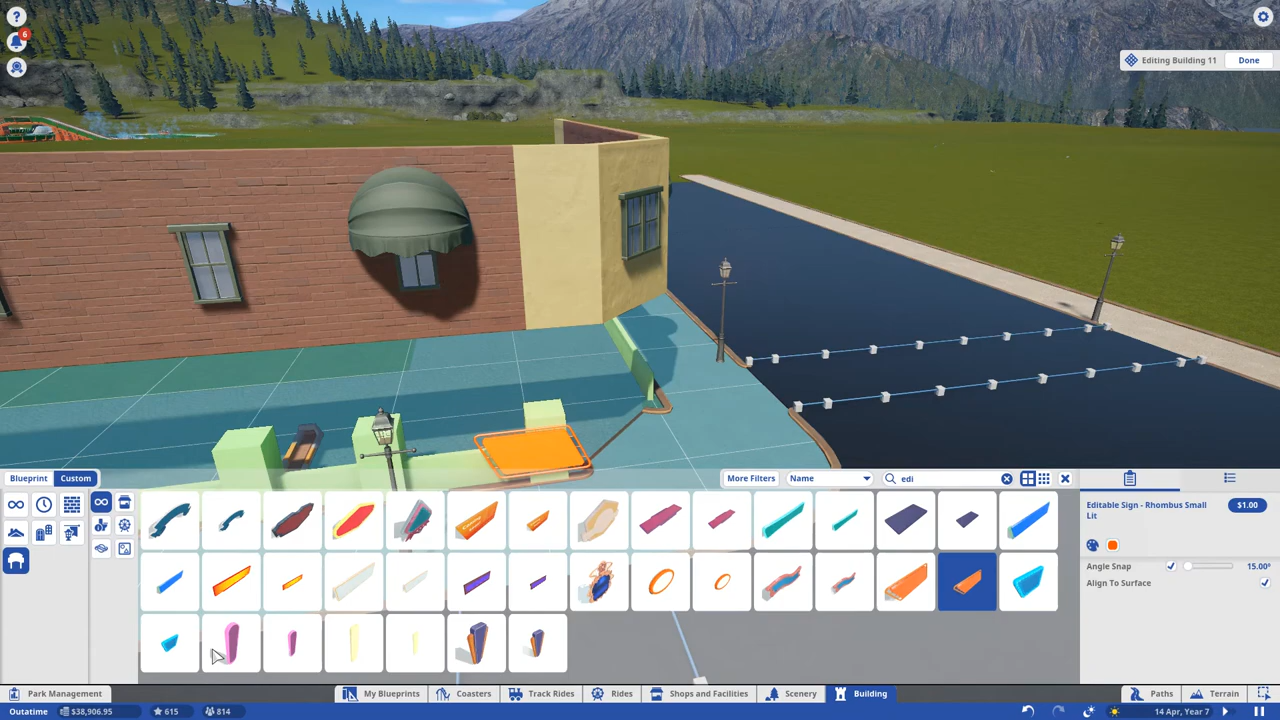 ?
6
Editing Building 11 Done
Blueprint Custom More Filters Name edi
Editable Sign - Rhombus Small
Lit
$1.00
Angle Snap 15.00°
Align To Surface
Park Management My Blueprints Coasters Track Rides Rides Shops and Facilities Scenery Building Paths Terrain
Outatime $38,906.95 615 814 14 Apr, Year 7